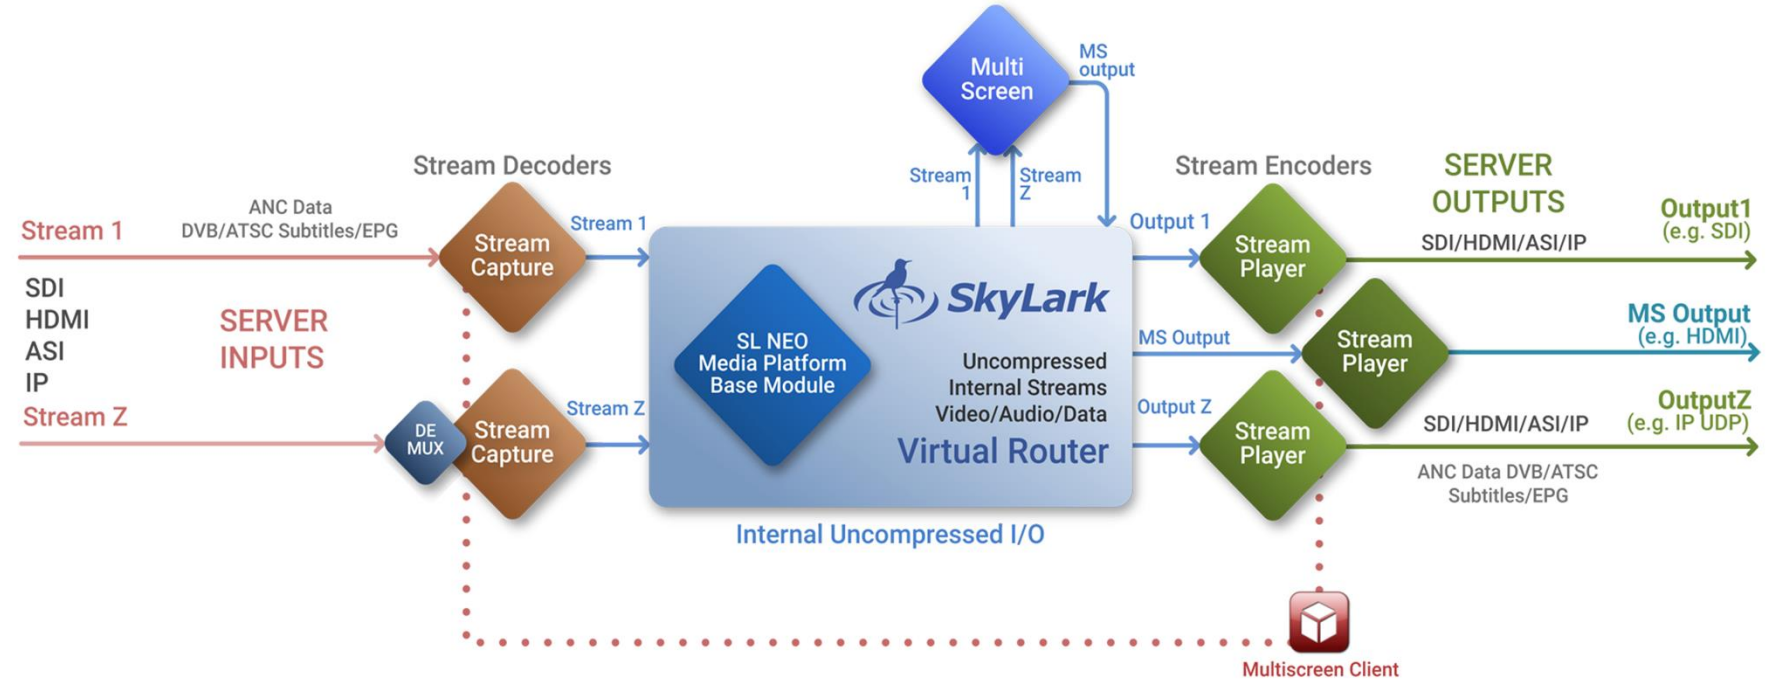 Multi
Screen
MS
output
Stream
1
Stream
Z
Stream Decoders
Stream Encoders
SERVER
OUTPUTS
ANC Data
DVB/ATSC Subtitles/EPG
Stream 1
Stream
Capture
Stream 1
Output 1
Stream
Player
SDI/HDMI/ASI/IP
Output1
(e.g. SDI)
SDI
HDMI
ASI
IP
SERVER
INPUTS
SkyLark
SL NEO
Media Platform
Base Module
Uncompressed
Internal Streams
Video/Audio/Data
Virtual Router
MS Output
Stream
Player
MS Output
(e.g. HDMI)
Stream Z
DE
MUX
Stream
Capture
Stream Z
Output Z
Stream
Player
SDI/HDMI/ASI/IP
OutputZ
(e.g. IP UDP)
ANC Data DVB/ATSC
Subtitles/EPG
Internal Uncompressed I/O
Multiscreen Client